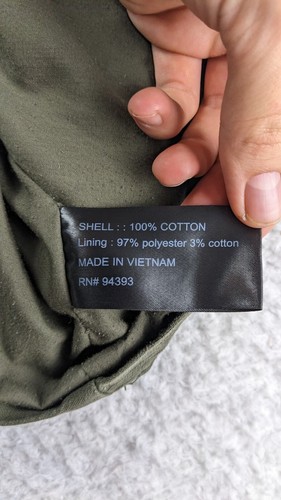 SHELL : : 100% COTTON
Lining : 97% polyester 3% cotton
MADE IN VIETNAM
RN# 94393